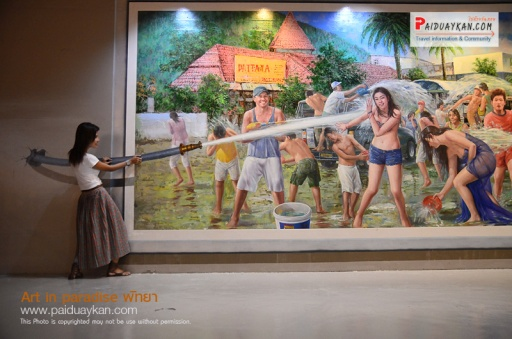 PAIDUAYKAN.COM
Travel Information & Community
PATTAYA
Art in paradise พัทยา
www.paiduaykan.com
This Photo is copyrighted may not be use without permission.